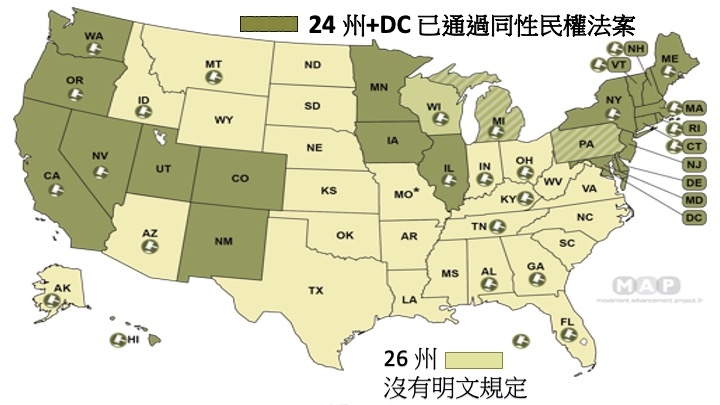 24 州+DC 已通過同性民權法案
WA
OR
CA
NV
ID
MT
WY
UT
AZ
CO
NM
ND
SD
NE
KS
OK
TX
MN
IA
MO*
AR
LA
WI
IL
MI
IN
OH
KY
TN
MS
AL
GA
FL
SC
NC
VA
WV
PA
NY
VT
NH
ME
MA
RI
CT
NJ
DE
MD
DC
AK
HI
MAP
movement advancement project
26 州
沒有明文規定